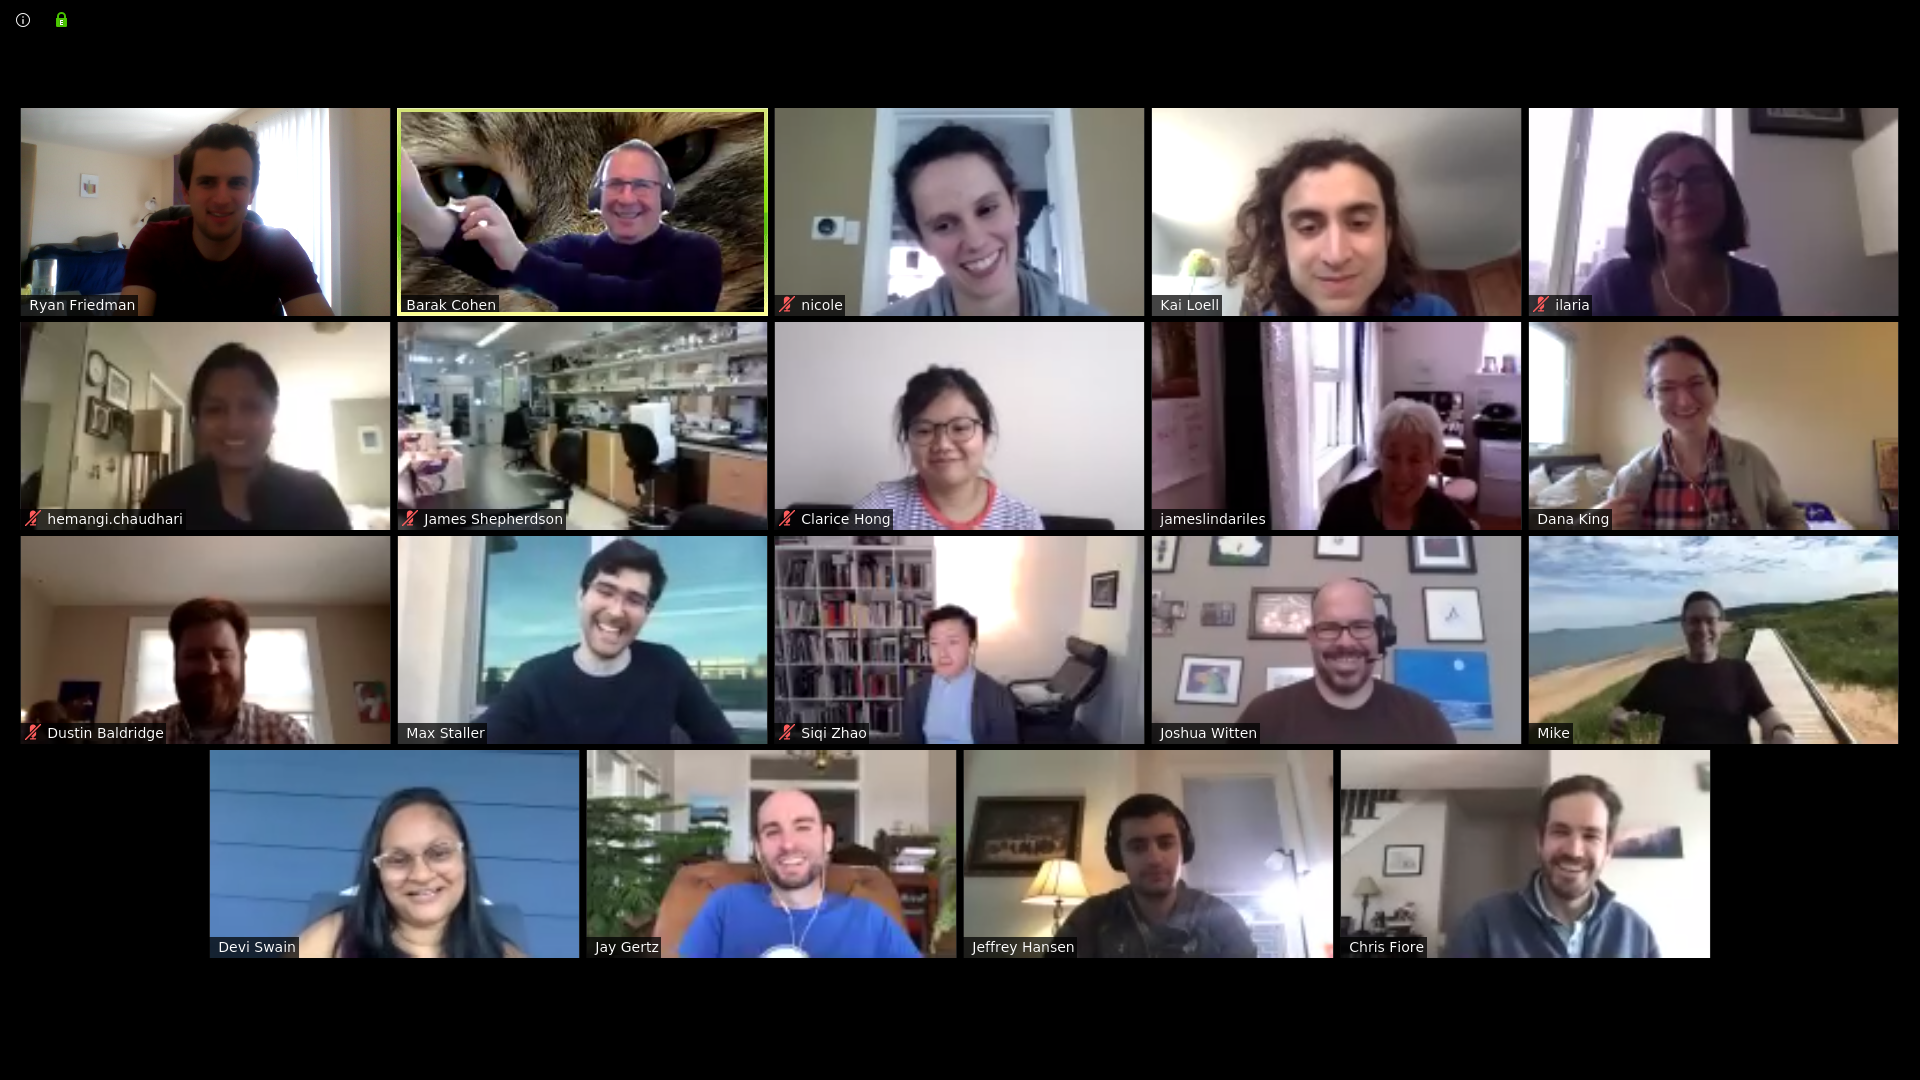 Ryan Friedman
Barak Cohen
nicole
Kai Loell
ilaria
hemangi.chaudhari
James Shepherdson
Clarice Hong
jameslindariles
Dana King
Dustin Baldridge
Max Staller
Siqi Zhao
Joshua Witten
Mike
Devi Swain
Jay Gertz
Jeffrey Hansen
Chris Fiore